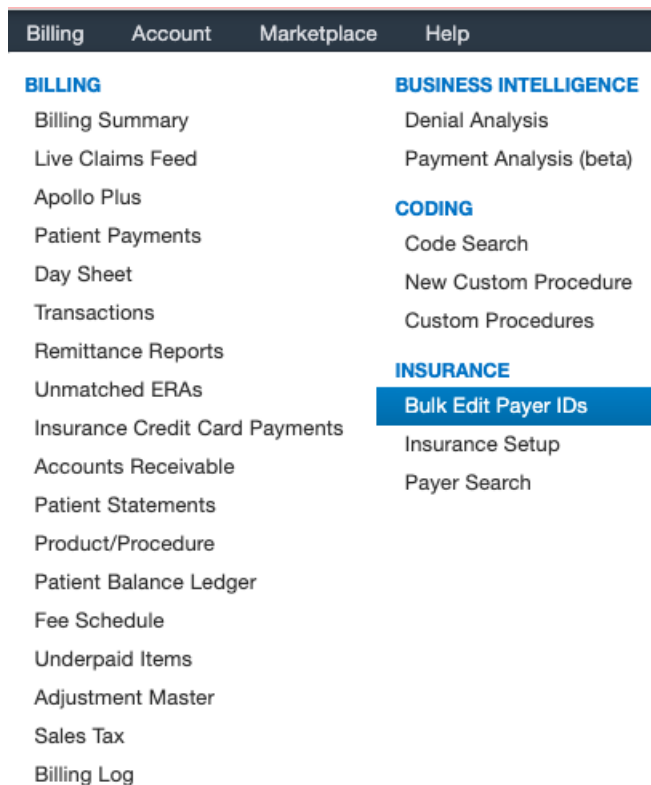 Billing Account Marketplace Help
BILLING
Billing Summary
Live Claims Feed
Apollo Plus
Patient Payments
Day Sheet
Transactions
Remittance Reports
Unmatched ERAs
Insurance Credit Card Payments
Accounts Receivable
Patient Statements
Product/Procedure
Patient Balance Ledger
Fee Schedule
Underpaid Items
Adjustment Master
Sales Tax
Billing Log
BUSINESS INTELLIGENCE
Denial Analysis
Payment Analysis (beta)
CODING
Code Search
New Custom Procedure
Custom Procedures
INSURANCE
Bulk Edit Payer IDs
Insurance Setup
Payer Search